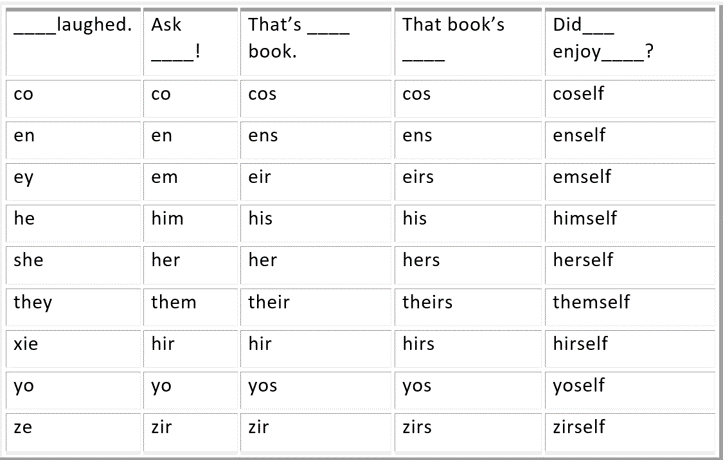 ____laughed. Ask ____! That’s ____ book. That book’s ____ Did___ enjoy____?
co co cos cos coself
en en ens ens enself
ey em eir eirs emself
he him his his himself
she her her hers herself
they them their theirs themself
xie hir hir hirs hirself
yo yo yos yos yoself
ze zir zir zirs zirself